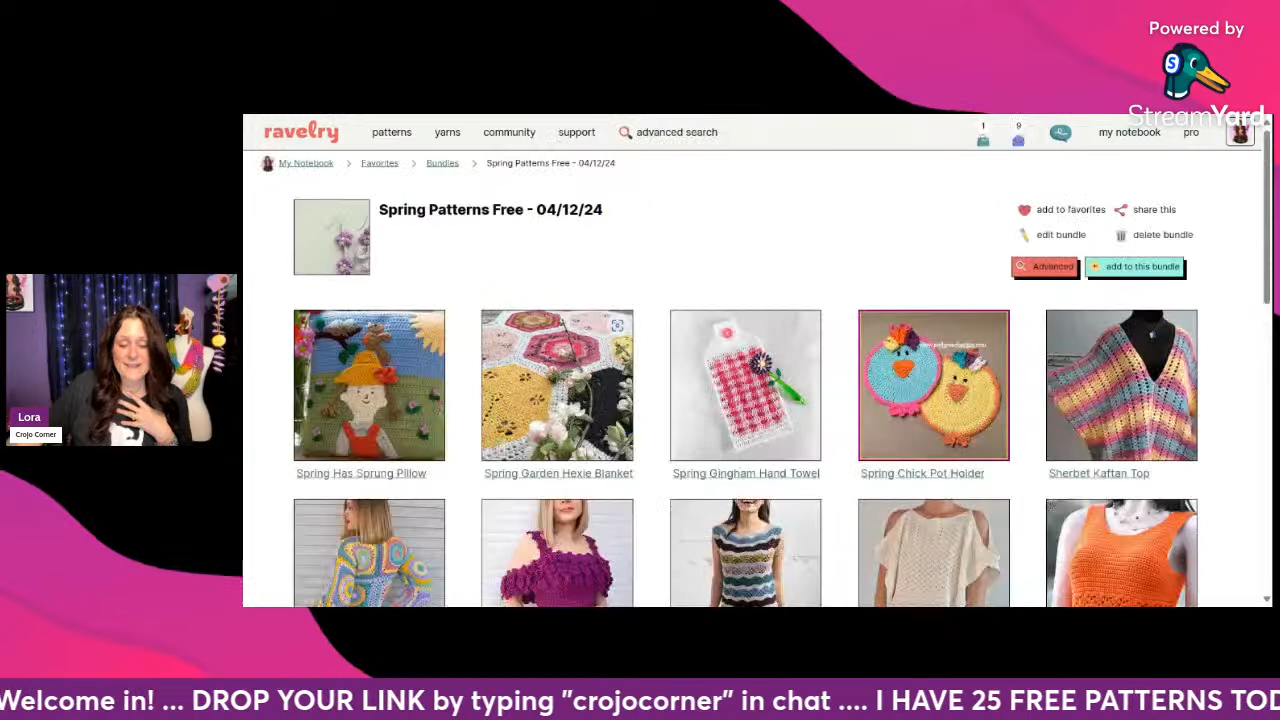 Powered by
StreamYard
ravelry patterns yarns community support advanced search 1 9 my notebook pro
My Notebook > Favorites > Bundles > Spring Patterns Free - 04/12/24
Spring Patterns Free - 04/12/24
add to favorites share this
edit bundle delete bundle
Advanced add to this bundle
Spring Has Sprung Pillow Spring Garden Hexie Blanket Spring Gingham Hand Towel Spring Chick Pot Holder Sherbet Kaftan Top
Lora
Crojo Corner
Welcome in! ... DROP YOUR LINK by typing "crojocorner" in chat .... I HAVE 25 FREE PATTERNS TOD